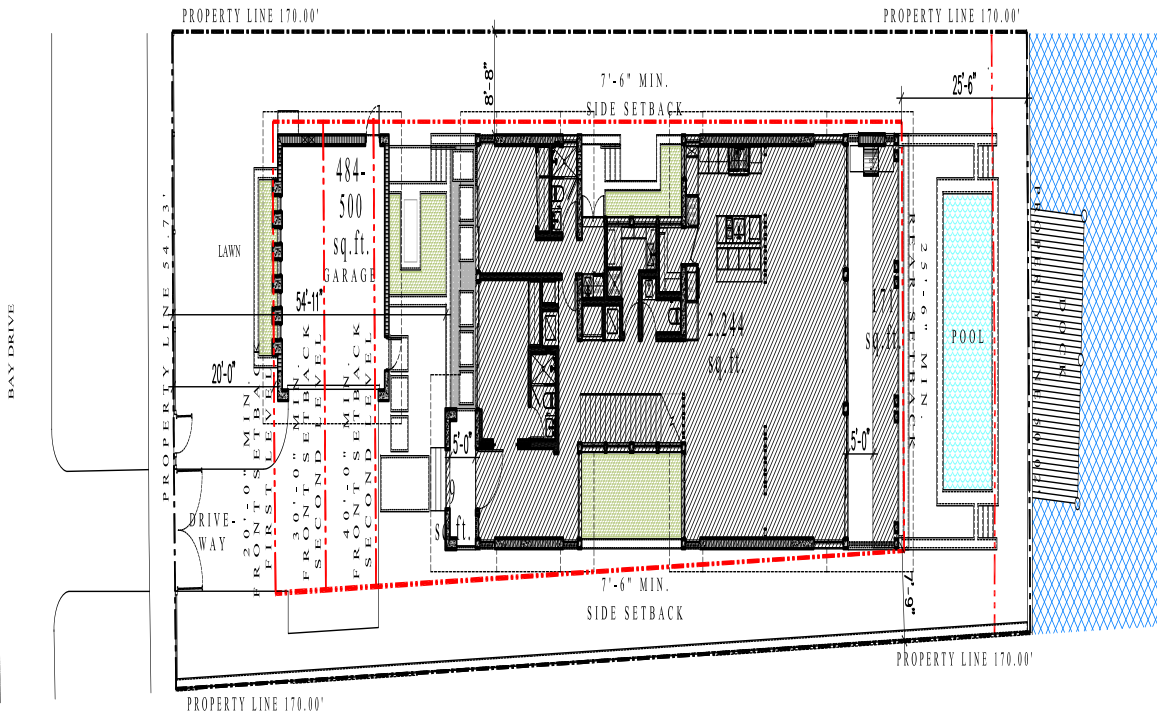 PROPERTY LINE 170.00'
PROPERTY LINE 170.00'
7'-6" MIN.
SIDE SETBACK
8'-8"
25'-6"
484-
500
sq.ft.
GARAGE
LAWN
PROPERTY LINE 54.73'
54'-11"
20'-0"
BAY DRIVE
20'-0" MIN.
FRONT SETBACK
FIRST LEVEL
30'-0" MIN.
FRONT SETBACK
SECOND LEVEL
40'-0" MIN.
FRONT SETBACK
SECOND LEVEL
DRIVE-
WAY
5'-0"
sq.ft.
244
q.ft.
171
sq.ft.
5'-0"
25'-6" MIN
REAR SETBACK
POOL
DOCK
7'-6" MIN.
SIDE SETBACK
7'-9"
PROPERTY LINE 170.00'
PROPERTY LINE 170.00'